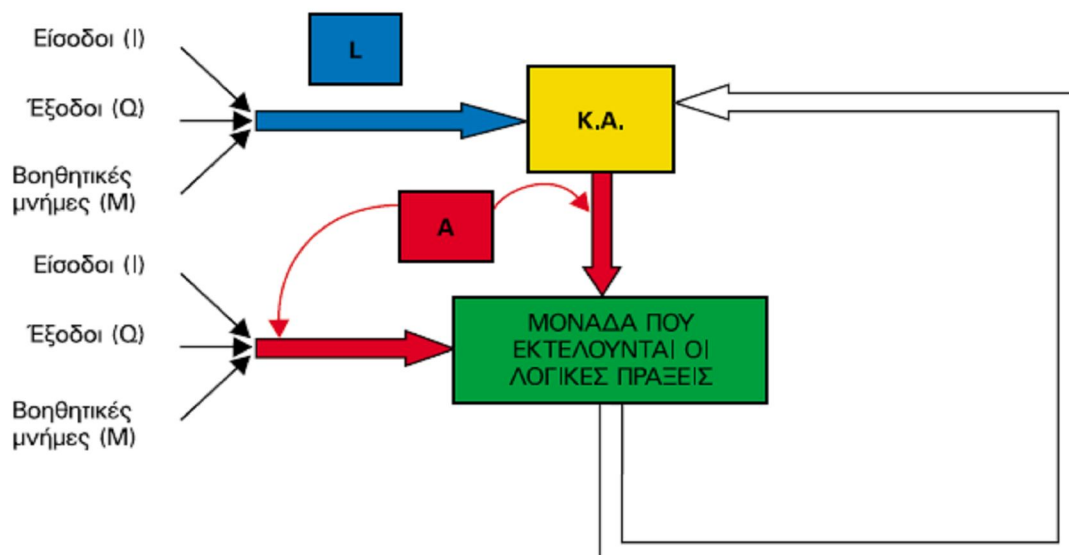 Είσοδοι (Ι)
L
Έξοδοι (Q)
Κ.Α.
Βοηθητικές
μνήμες (Μ)
Α
Είσοδοι (Ι)
Έξοδοι (Q)
ΜΟΝΑΔΑ ΠΟΥ
ΕΚΤΕΛΟΥΝΤΑΙ ΟΙ
ΛΟΓΙΚΕΣ ΠΡΑΞΕΙΣ
Βοηθητικές
μνήμες (Μ)